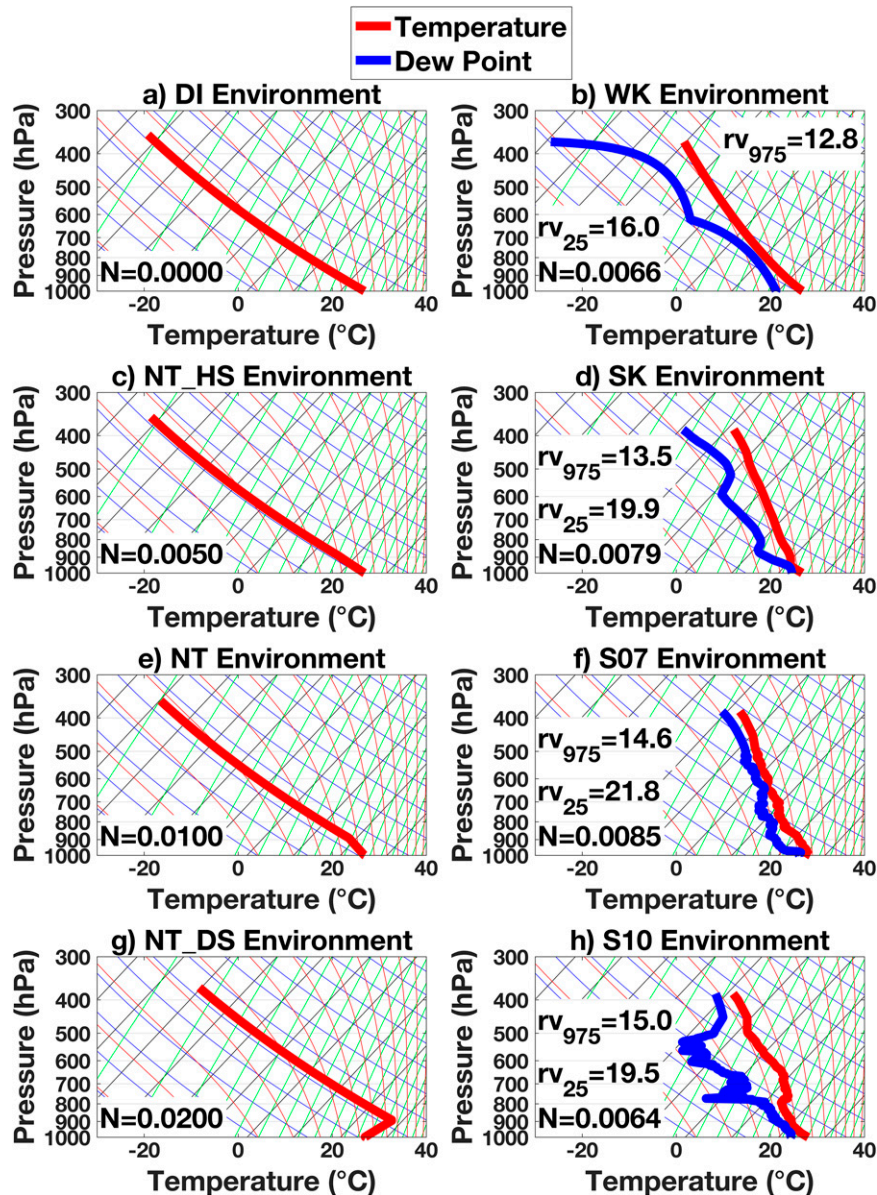 Temperature
Dew Point
a) DI Environment
300
400
500
600
700
800
900
1000
Pressure (hPa)
N=0.0000
-20
0
20
40
Temperature (°C)
b) WK Environment
300
400
500
600
700
800
900
1000
Pressure (hPa)
rv975=12.8
rv25=16.0
N=0.0066
-20
0
20
40
Temperature (°C)
c) NT_HS Environment
300
400
500
600
700
800
900
1000
Pressure (hPa)
N=0.0050
-20
0
20
40
Temperature (°C)
d) SK Environment
300
400
500
600
700
800
900
1000
Pressure (hPa)
rv975=13.5
rv25=19.9
N=0.0079
-20
0
20
40
Temperature (°C)
e) NT Environment
300
400
500
600
700
800
900
1000
Pressure (hPa)
N=0.0100
-20
0
20
40
Temperature (°C)
f) S07 Environment
300
400
500
600
700
800
900
1000
Pressure (hPa)
rv975=14.6
rv25=21.8
N=0.0085
-20
0
20
40
Temperature (°C)
g) NT_DS Environment
300
400
500
600
700
800
900
1000
Pressure (hPa)
N=0.0200
-20
0
20
40
Temperature (°C)
h) S10 Environment
300
400
500
600
700
800
900
1000
Pressure (hPa)
rv975=15.0
rv25=19.5
N=0.0064
-20
0
20
40
Temperature (°C)